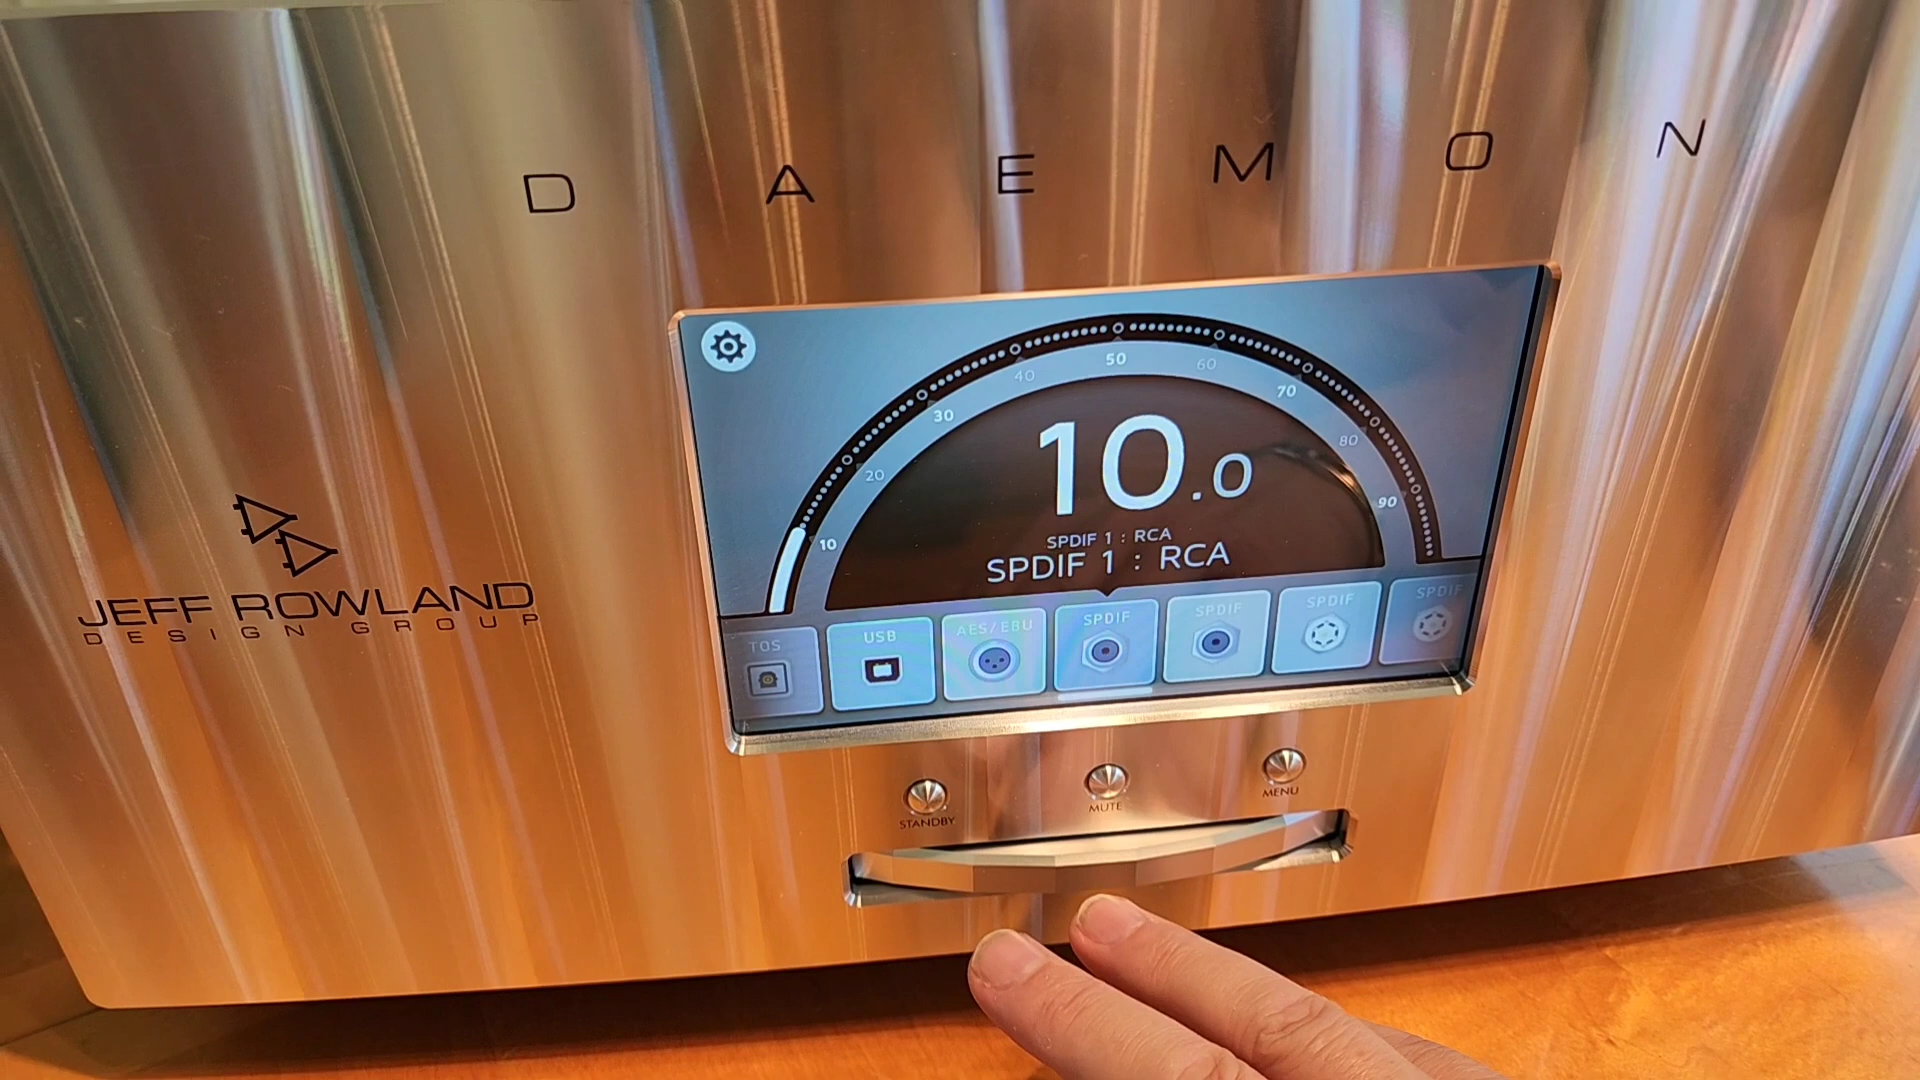 D A E M O N
50
40
60
30
70
20
80
10.0
90
10
SPDIF 1 : RCA
SPDIF 1 : RCA
TOS
USB
AES/EBU
SPDIF
SPDIF
SPDIF
SPDIF
JEFF ROWLAND
DESIGN GROUP
STANDBY
MUTE
MENU